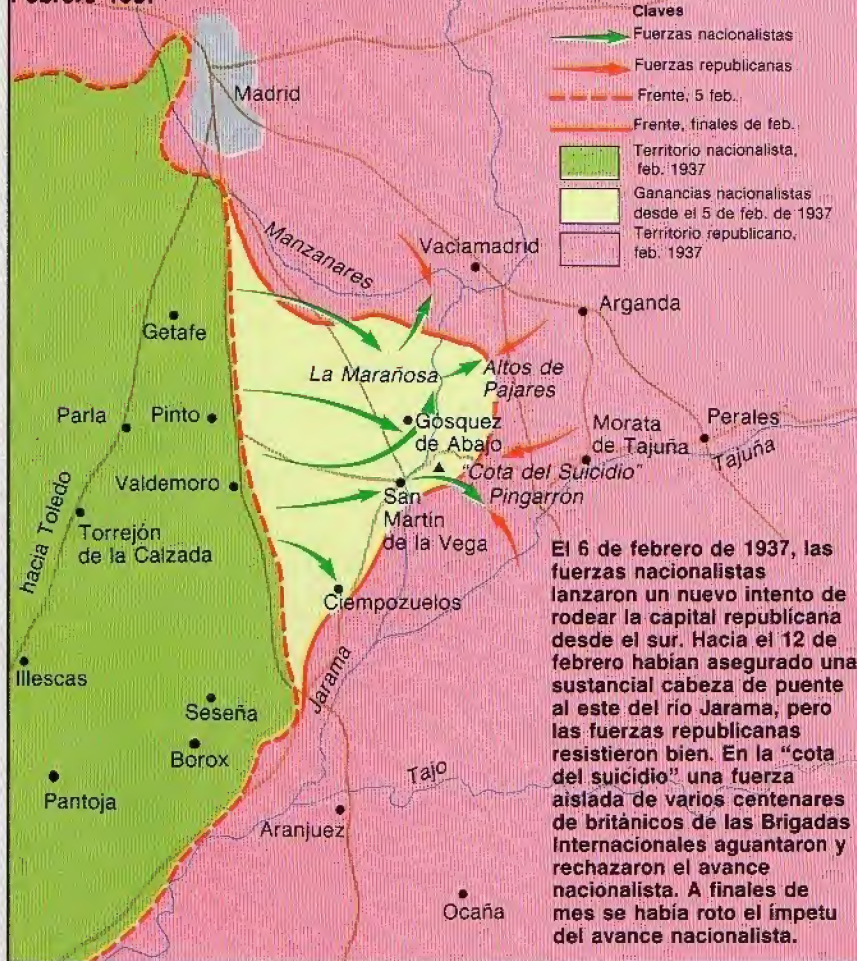 Claves
Fuerzas nacionalistas
Fuerzas republicanas
Frente, 5 feb.
Frente, finales de feb.
Territorio nacionalista,
feb. 1937
Ganancias nacionalistas
desde el 5 de feb. de 1937
Territorio republicano,
feb. 1937
Madrid
Manzanares
Vaciamadrid
Arganda
Getafe
La Marañosa
Altos de
Pajares
Parla
Pinto
Gósquez
de Abajo
Morata
de Tajuña
Perales
Tajuña
"Cota del Suicidio"
Pingarrón
Valdemoro
San
Martín
de la Vega
hacia Toledo
Torrejón
de la Calzada
Ciempozuelos
Illescas
Seseña
Jarama
Borox
Pantoja
Tajo
Aranjuez
Ocaña
El 6 de febrero de 1937, las
fuerzas nacionalistas
lanzaron un nuevo intento de
rodear la capital republicana
desde el sur. Hacia el 12 de
febrero habían asegurado una
sustancial cabeza de puente
al este del río Jarama, pero
las fuerzas republicanas
resistieron bien. En la "cota
del suicidio" una fuerza
aislada de varios centenares
de británicos de las Brigadas
Internacionales aguantaron y
rechazaron el avance
nacionalista. A finales de
mes se había roto el ímpetu
del avance nacionalista.